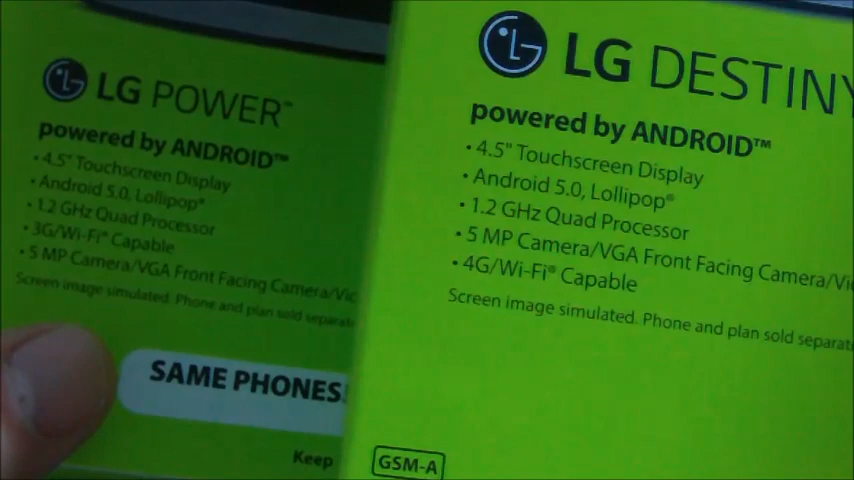 LG POWER™
powered by ANDROID™
• 4.5" Touchscreen Display
• Android 5.0, Lollipop®
• 1.2 GHz Quad Processor
• 3G/Wi-Fi® Capable
• 5 MP Camera/VGA Front Facing Camera/Vi
Screen image simulated. Phone and plan sold separate
SAME PHONES
Keep
LG DESTINY
powered by ANDROID™
• 4.5" Touchscreen Display
• Android 5.0, Lollipop®
• 1.2 GHz Quad Processor
• 5 MP Camera/VGA Front Facing Camera/Vi
• 4G/Wi-Fi® Capable
Screen image simulated. Phone and plan sold separate
GSM-A